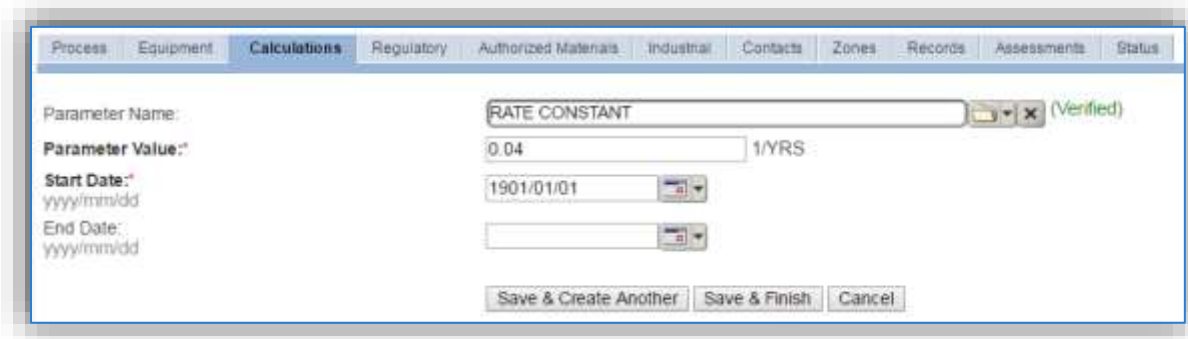 Process Equipment Calculations Regulatory Authorized Materials Industrial Contacts Zones Records Assessments Status
Parameter Name: RATE CONSTANT (Verified)
Parameter Value:* 0.04 1/YRS
Start Date:* 1901/01/01
yyyy/mm/dd
End Date:
yyyy/mm/dd
Save & Create Another Save & Finish Cancel